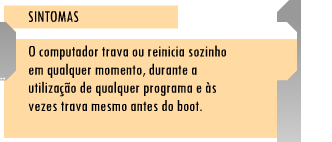 SINTOMAS
O computador trava ou reinicia sozinho
em qualquer momento, durante a
utilização de qualquer programa e às
vezes trava mesmo antes do boot.